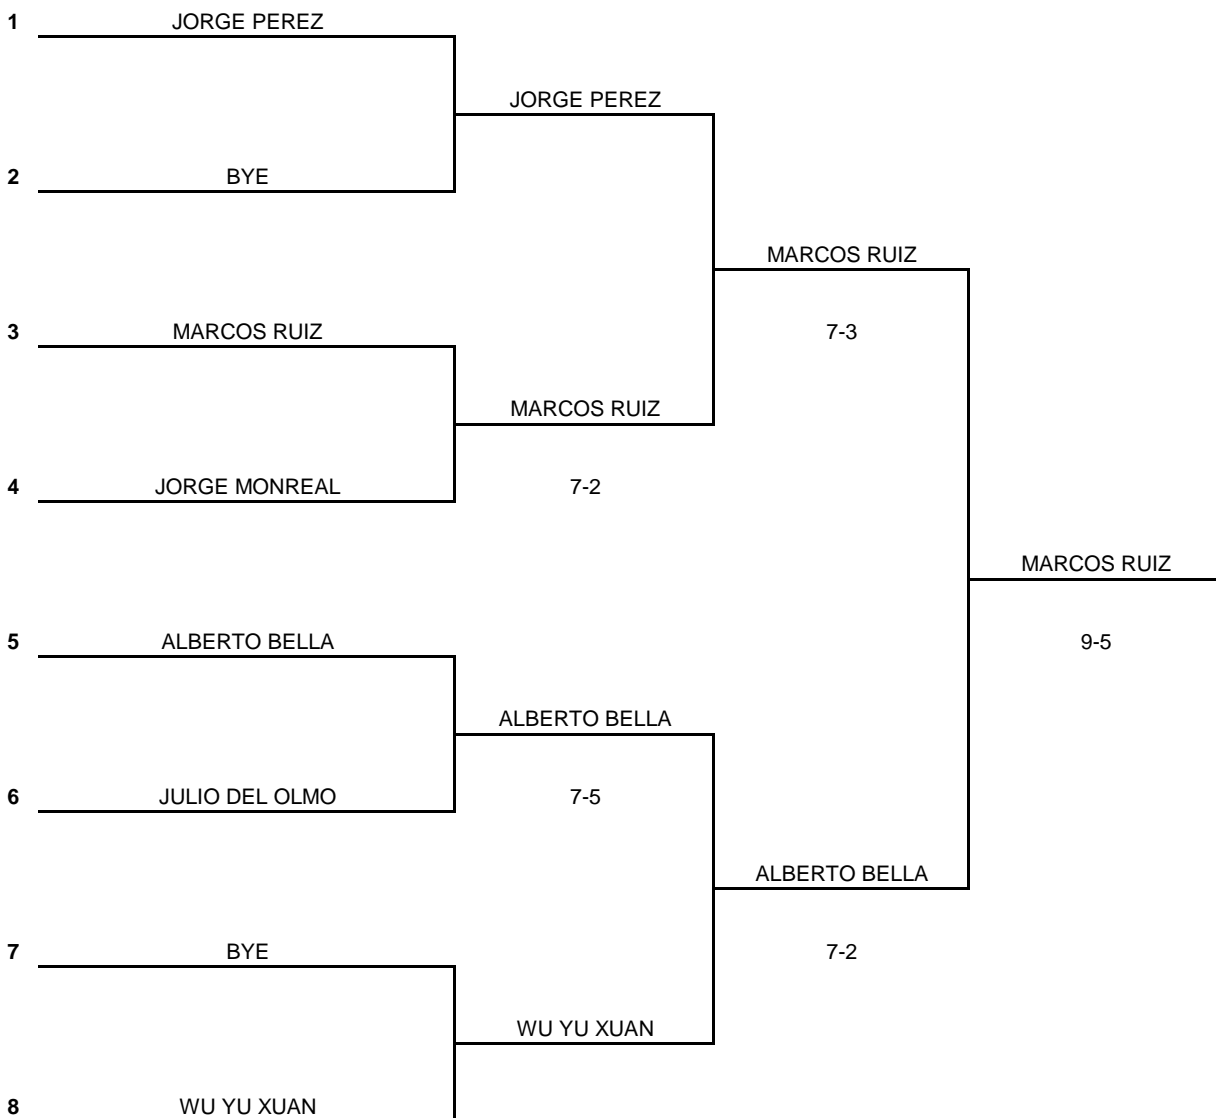 1 JORGE PEREZ
JORGE PEREZ
2 BYE
MARCOS RUIZ
3 MARCOS RUIZ 7-3
MARCOS RUIZ
4 JORGE MONREAL 7-2
MARCOS RUIZ
5 ALBERTO BELLA 9-5
ALBERTO BELLA
6 JULIO DEL OLMO 7-5
ALBERTO BELLA
7 BYE 7-2
WU YU XUAN
8 WU YU XUAN